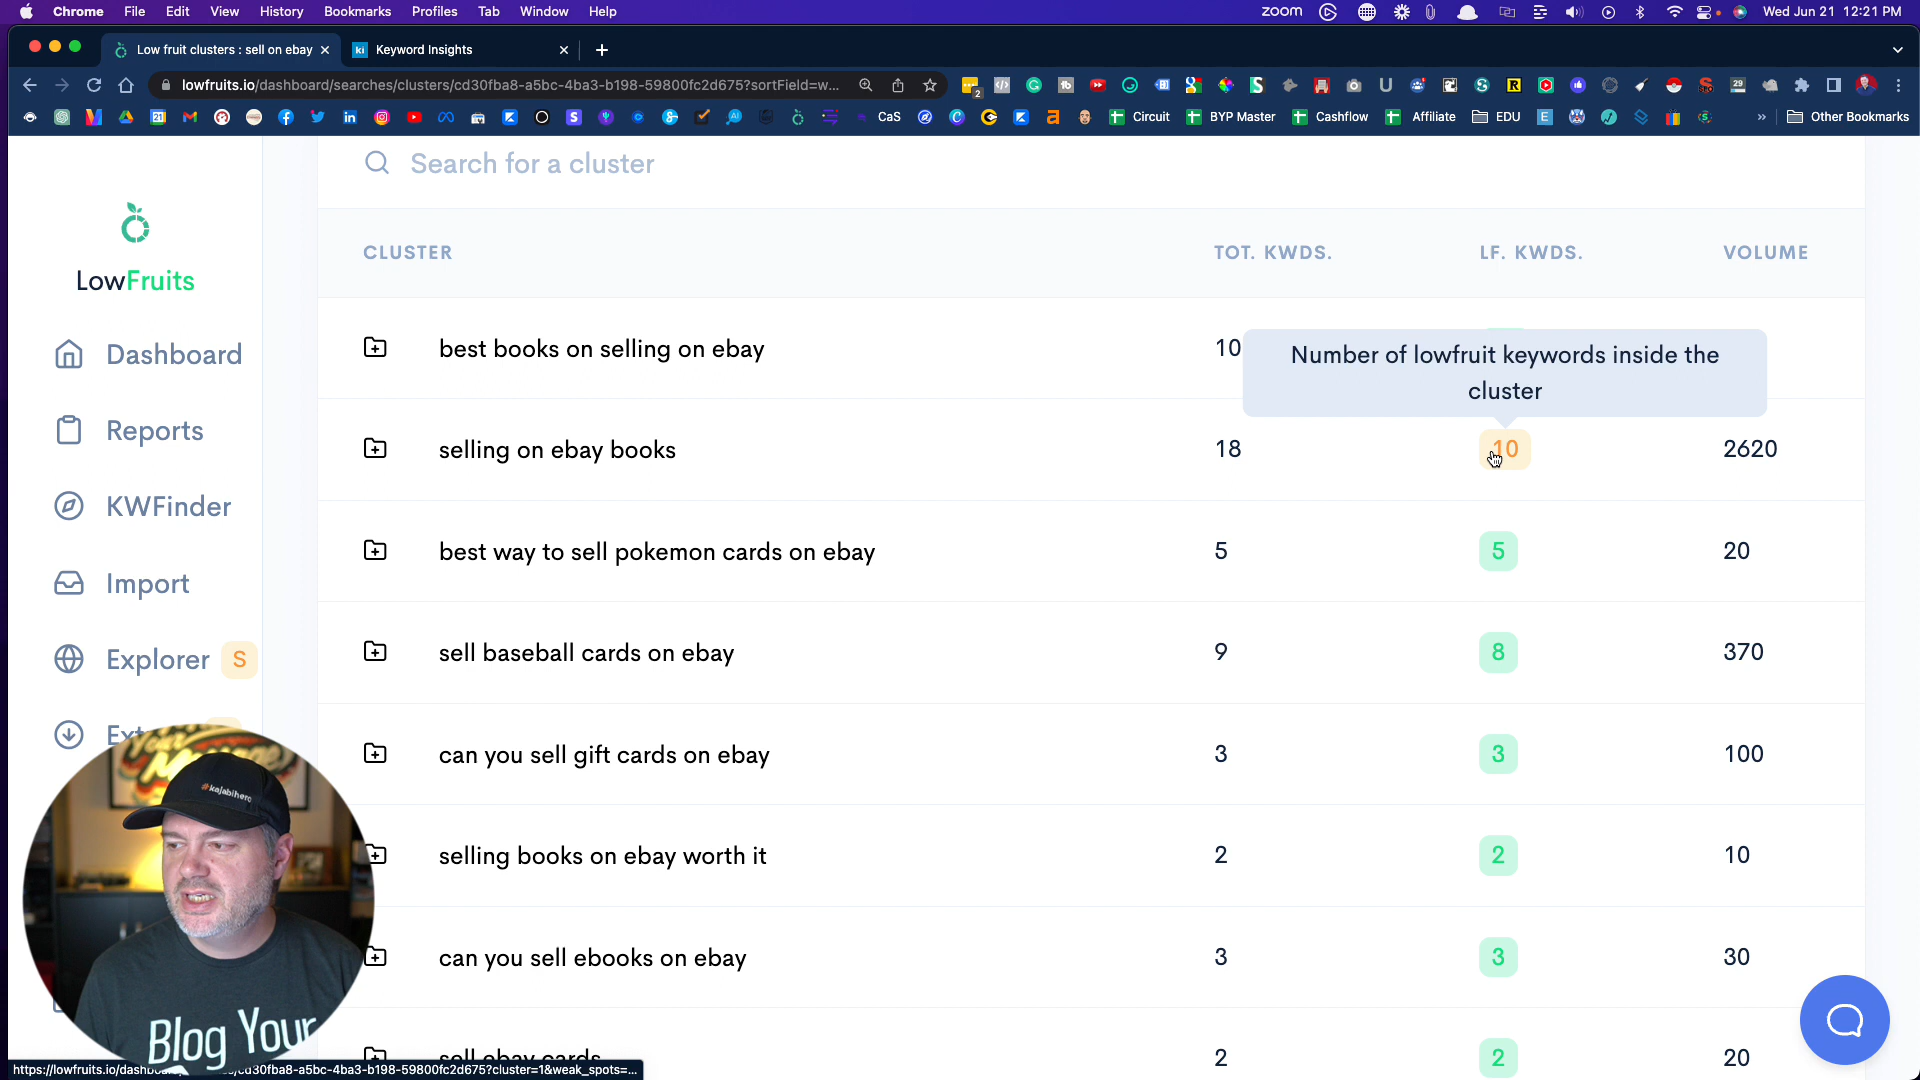 Chrome File Edit View History Bookmarks Profiles Tab Window Help
zoom Wed Jun 21 12:21 PM
Low fruit clusters : sell on ebay
Keyword Insights
lowfruits.io/dashboard/searches/clusters/cd30fba8-a5bc-4ba3-b198-59800fc2d675?sortField=w...
CaS Circuit BYP Master Cashflow Affiliate EDU Other Bookmarks
LowFruits
Dashboard
Reports
KWFinder
Import
Explorer S
Search for a cluster
CLUSTER TOT. KWDS. LF. KWDS. VOLUME
best books on selling on ebay 10
Number of lowfruit keywords inside the
cluster
selling on ebay books 18 10 2620
best way to sell pokemon cards on ebay 5 5 20
sell baseball cards on ebay 9 8 370
can you sell gift cards on ebay 3 3 100
selling books on ebay worth it 2 2 10
can you sell ebooks on ebay 3 3 30
sell ebay cards 2 2 20
#kajabihero
Blog Your